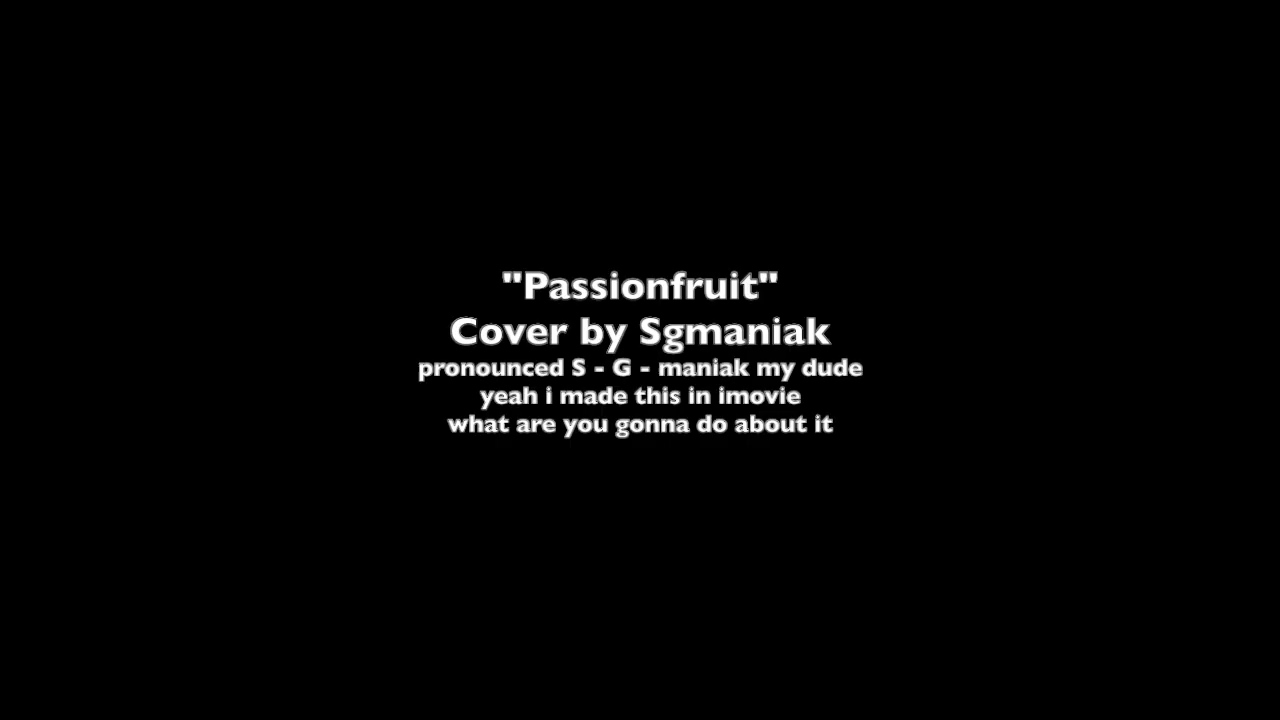 "Passionfruit"
Cover by Sgmaniak
pronounced S - G - maniak my dude
yeah i made this in imovie
what are you gonna do about it